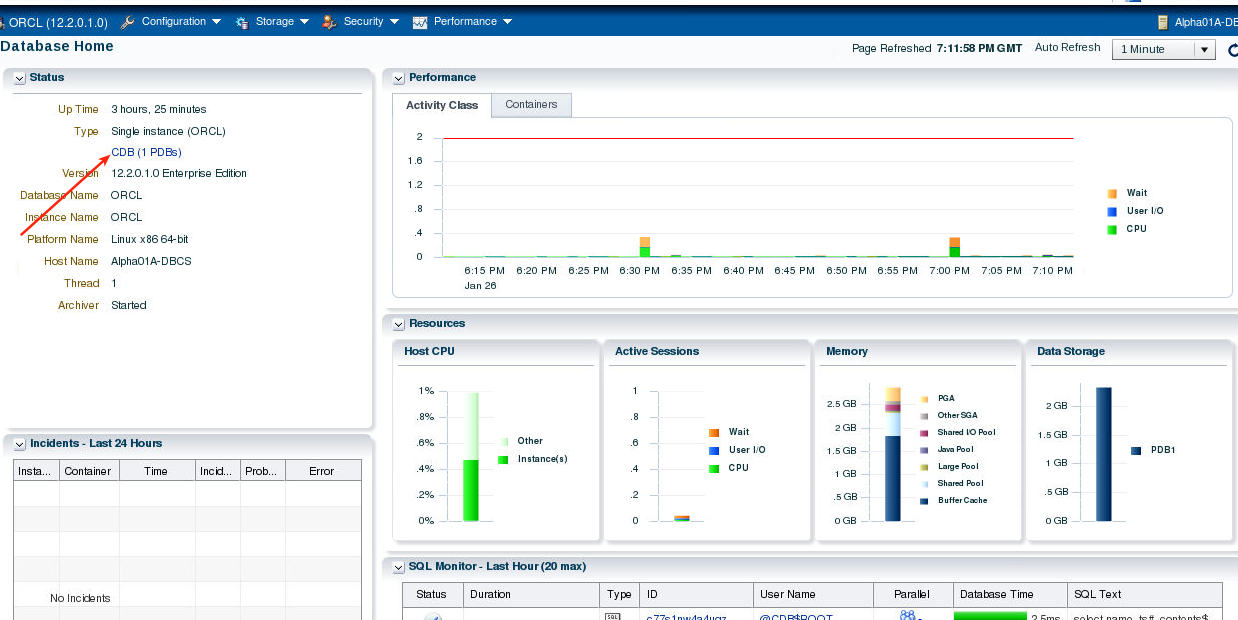 ORCL (12.2.0.1.0) Configuration Storage Security Performance Alpha01A-DB
Database Home
Page Refreshed 7:11:58 PM GMT Auto Refresh 1 Minute
Status
Up Time 3 hours, 25 minutes
Type Single instance (ORCL)
CDB (1 PDBs)
Version 12.2.0.1.0 Enterprise Edition
Database Name ORCL
Instance Name ORCL
Platform Name Linux x86 64-bit
Host Name Alpha01A-DBCS
Thread 1
Archiver Started
Performance
Activity Class Containers
2
1.6
1.2
.8
.4
0
6:15 PM 6:20 PM 6:25 PM 6:30 PM 6:35 PM 6:40 PM 6:45 PM 6:50 PM 6:55 PM 7:00 PM 7:05 PM 7:10 PM
Jan 26
Wait
User I/O
CPU
Resources
Host CPU
1%
.8%
.6%
.4%
.2%
0%
Other
Instance(s)
Active Sessions
1
.8
.6
.4
.2
0
Wait
User I/O
CPU
Memory
2.5 GB
2 GB
1.5 GB
1 GB
.5 GB
0 GB
PGA
Other SGA
Shared I/O Pool
Java Pool
Large Pool
Shared Pool
Buffer Cache
Data Storage
2 GB
1.5 GB
1 GB
.5 GB
0 GB
PDB1
Incidents - Last 24 Hours
Insta... Container Time Incid... Prob... Error
No Incidents
SQL Monitor - Last Hour (20 max)
Status Duration Type ID User Name Parallel Database Time SQL Text
SQL @CDB$ROOT 2.5ms select name, ts#, contents$